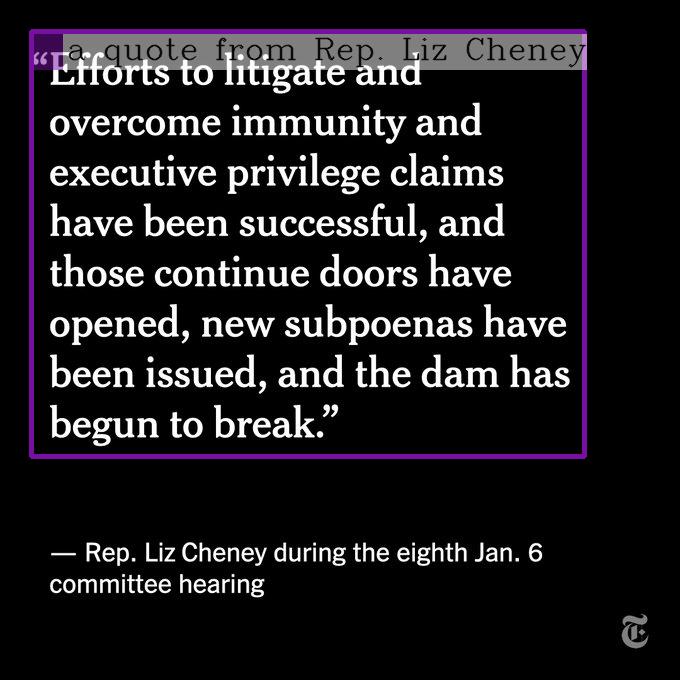 a quote from Rep. Liz Cheney
“Efforts to litigate and
overcome immunity and
executive privilege claims
have been successful, and
those continue doors have
opened, new subpoenas have
been issued, and the dam has
begun to break.”
— Rep. Liz Cheney during the eighth Jan. 6
committee hearing
T